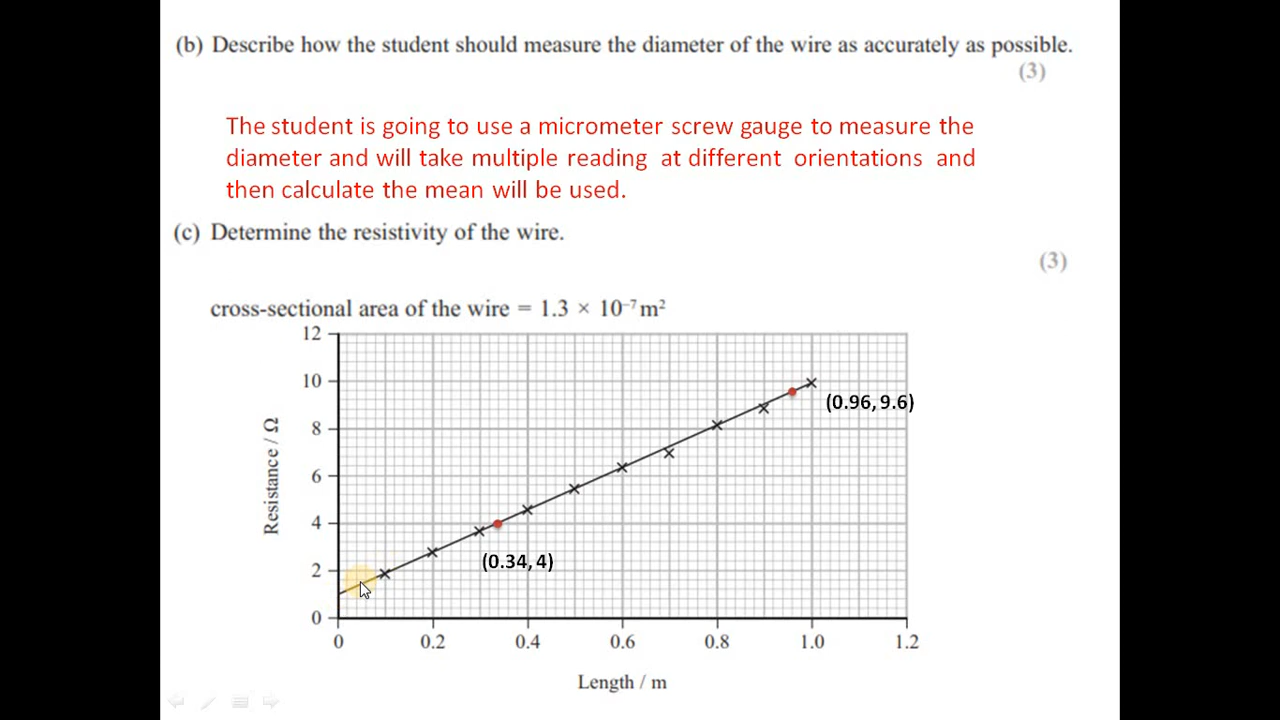 (b) Describe how the student should measure the diameter of the wire as accurately as possible.
(3)
The student is going to use a micrometer screw gauge to measure the
diameter and will take multiple reading at different orientations and
then calculate the mean will be used.
(c) Determine the resistivity of the wire.
(3)
cross-sectional area of the wire = 1.3 × 10⁻⁷ m²
12
10
8
6
4
2
0
Resistance / Ω
(0.96, 9.6)
(0.34, 4)
0 0.2 0.4 0.6 0.8 1.0 1.2
Length / m